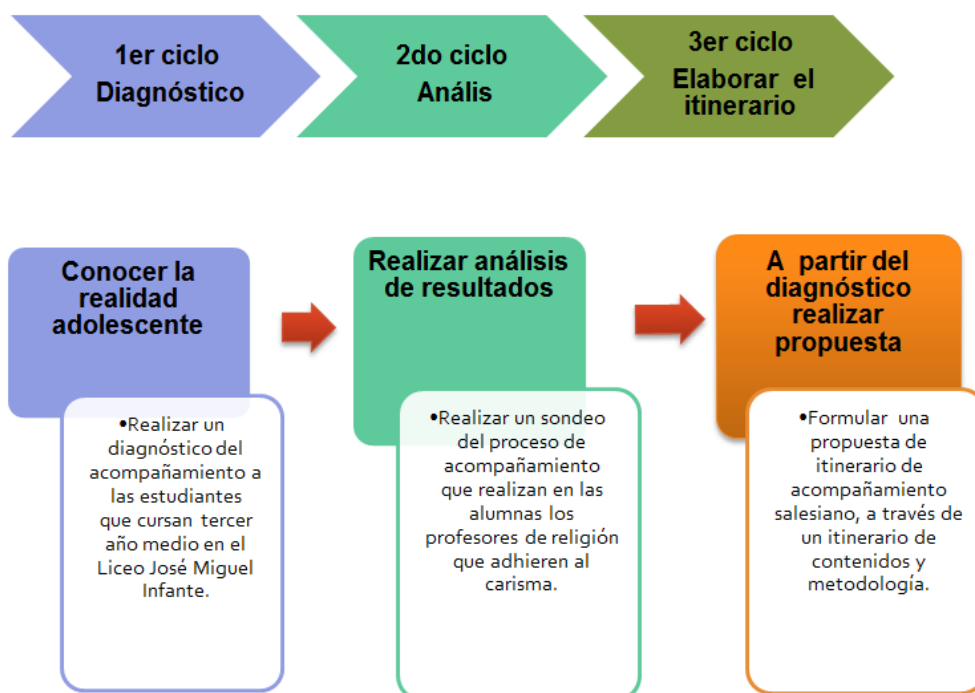 1er ciclo
Diagnóstico
2do ciclo
Anális
3er ciclo
Elaborar el
itinerario
Conocer la
realidad
adolescente
•Realizar un
diagnóstico del
acompañamiento a
las estudiantes
que cursan tercer
año medio en el
Liceo José Miguel
Infante.
Realizar análisis
de resultados
•Realizar un sondeo
del proceso de
acompañamiento
que realizan en las
alumnas los
profesores de religión
que adhieren al
carisma.
A partir del
diagnóstico
realizar
propuesta
•Formular una
propuesta de
itinerario de
acompañamiento
salesiano, a través de
un itinerario de
contenidos y
metodología.